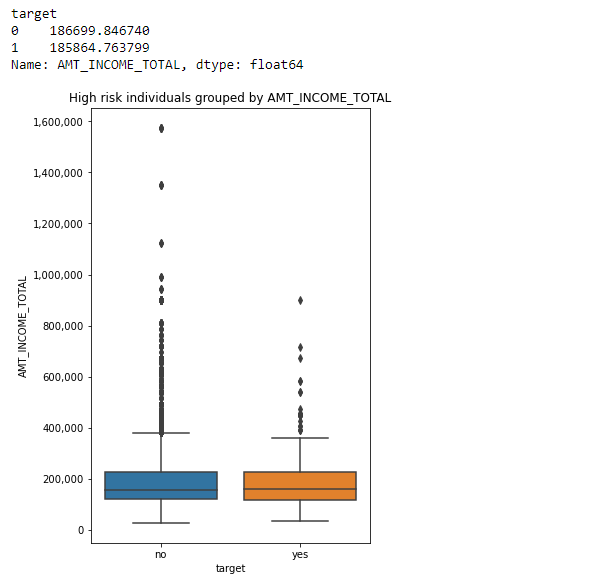 target
0    186699.846740
1    185864.763799
Name: AMT_INCOME_TOTAL, dtype: float64
High risk individuals grouped by AMT_INCOME_TOTAL
1,600,000
1,400,000
1,200,000
1,000,000
800,000
600,000
400,000
200,000
0
AMT_INCOME_TOTAL
no
yes
target